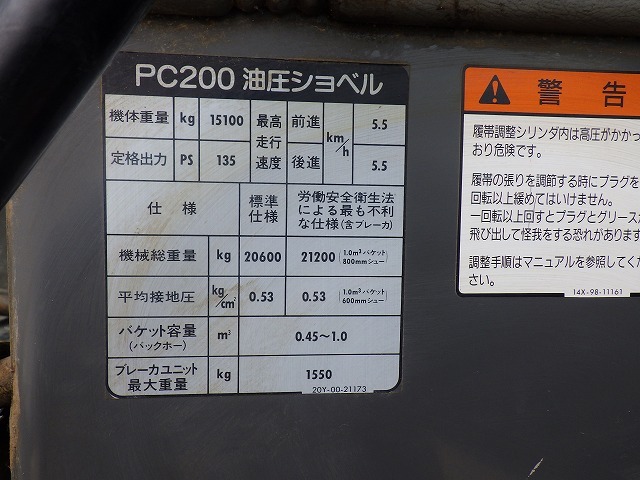 PC200 油圧ショベル
機体重量 kg 15100 最高走行速度 前進 km/h 5.5
定格出力 PS 135 後進 5.5
仕様 標準仕様 労働安全衛生法による最も不利な仕様(含ブレーカ)
機械総重量 kg 20600 21200 (1.0m³バケット 800mmシュー)
平均接地圧 kg/cm² 0.53 0.53 (1.0m³バケット 600mmシュー)
バケット容量(バックホー) m³ 0.45~1.0
ブレーカユニット最大重量 kg 1550
20Y-00-21173
警告
履帯調整シリンダ内は高圧がかかっ
おり危険です。
履帯の張りを調節する時にプラグを
回転以上緩めてはいけません。
一回転以上回すとプラグとグリースが
飛び出して怪我をする恐れがあります
調整手順はマニュアルを参照してくだ
さい。
14X-98-11161